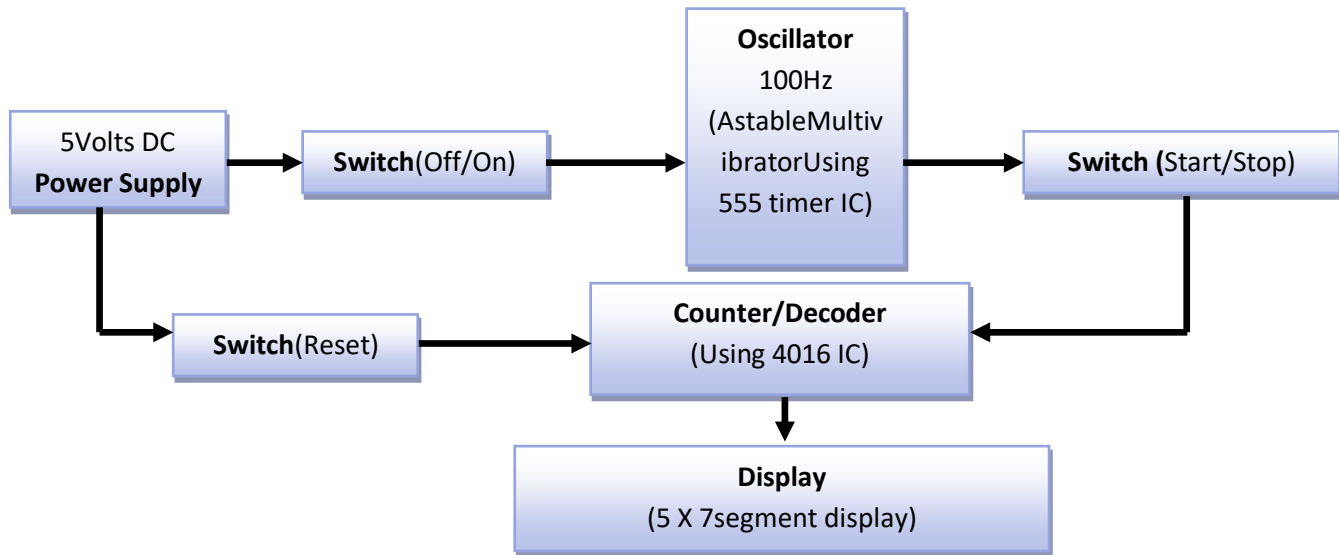 5Volts DC
Power Supply
Switch(Off/On)
Oscillator
100Hz
(AstableMultiv
ibratorUsing
555 timer IC)
Switch (Start/Stop)
Switch(Reset)
Counter/Decoder
(Using 4016 IC)
Display
(5 X 7segment display)